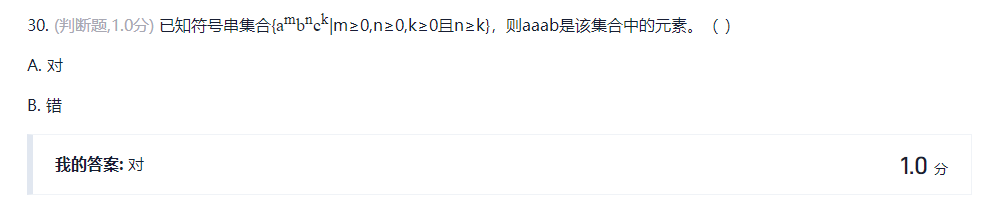 30. (判断题,1.0分) 已知符号串集合{aᵐbⁿcᵏ|m≥0,n≥0,k≥0且n≥k}，则aaab是该集合中的元素。（ ）
A. 对
B. 错
我的答案: 对 1.0 分